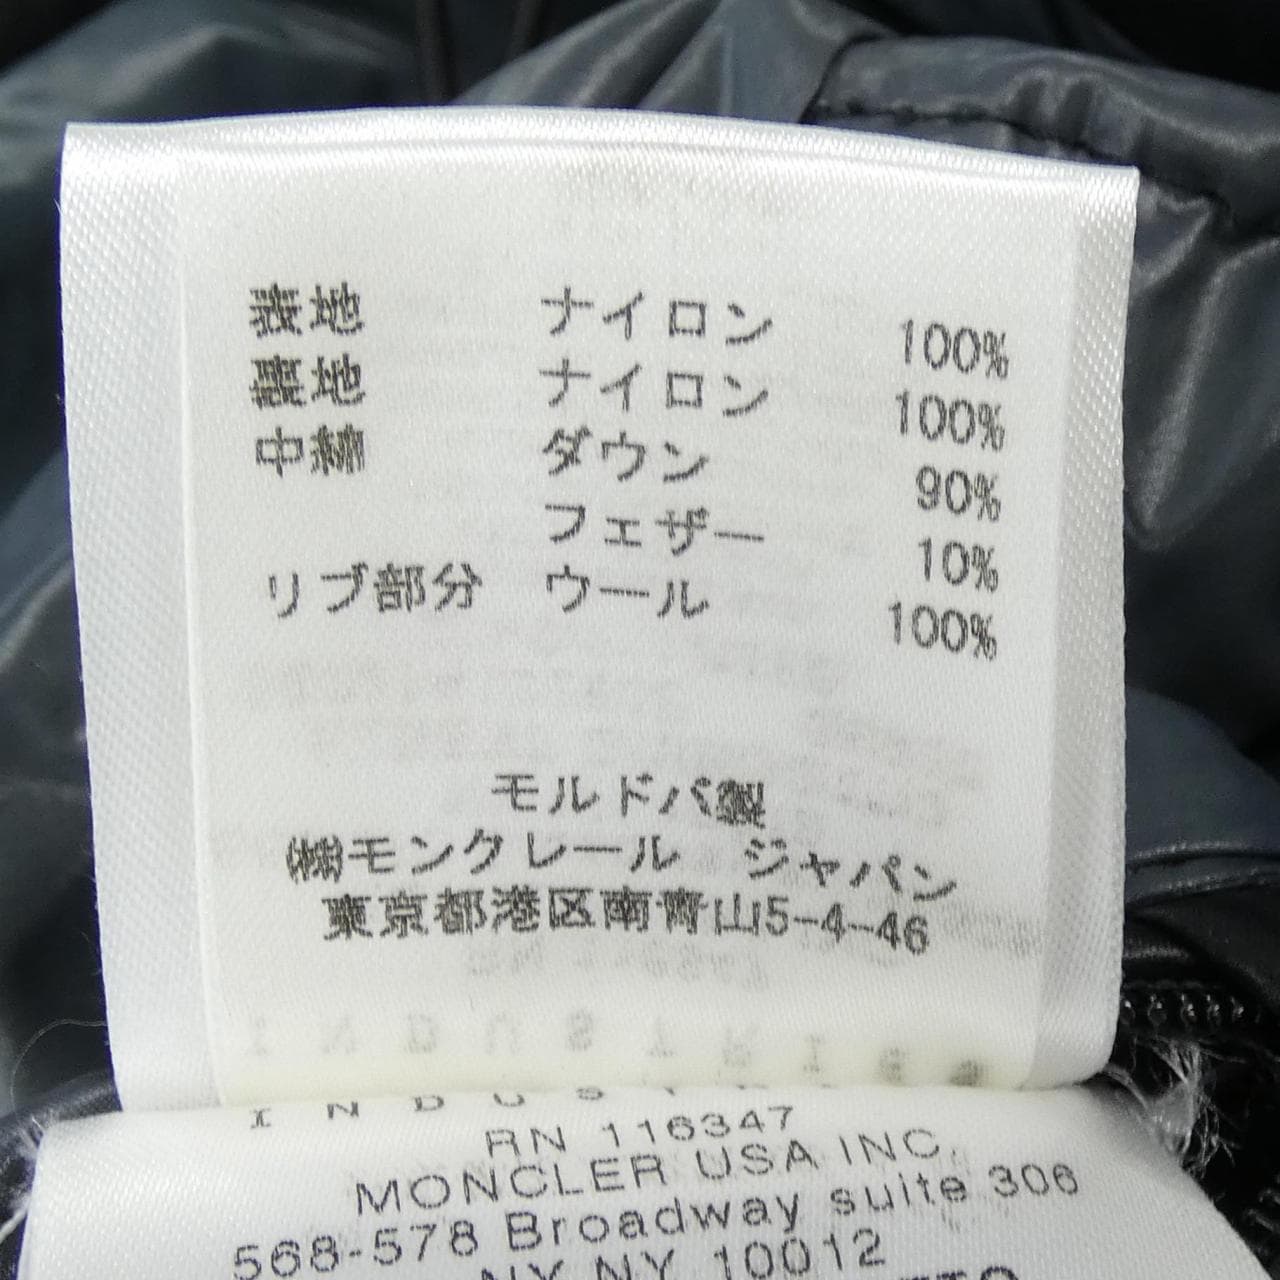 表地 ナイロン 100%
裏地 ナイロン 100%
中綿 ダウン 90%
フェザー 10%
リブ部分 ウール 100%
モルドバ製
㈱モンクレール ジャパン
東京都港区南青山5-4-46
INDUSTRIES
RN 116347
MONCLER USA INC.
568-578 Broadway suite 306
NY NY 10012